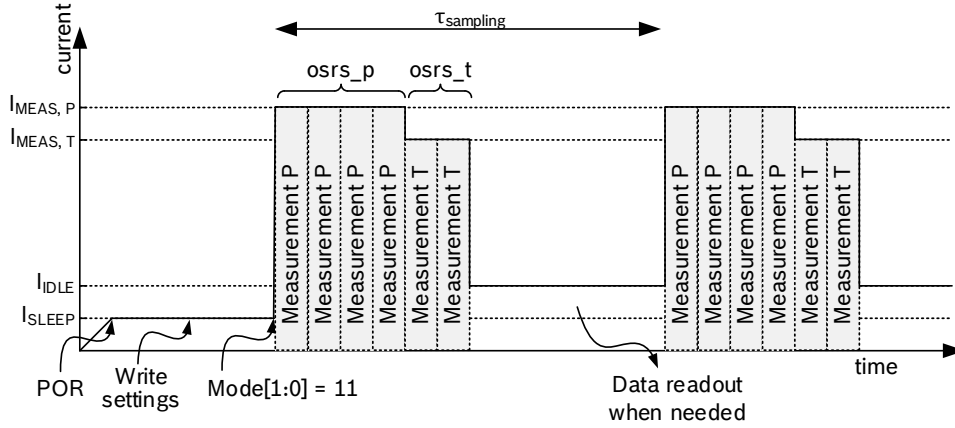 current
τsampling
osrs_p
osrs_t
IMEAS, P
IMEAS, T
Measurement P
Measurement P
Measurement P
Measurement P
Measurement T
Measurement T
Measurement P
Measurement P
Measurement P
Measurement P
Measurement T
Measurement T
IIDLE
ISLEEP
time
POR
Write
settings
Mode[1:0] = 11
Data readout
when needed